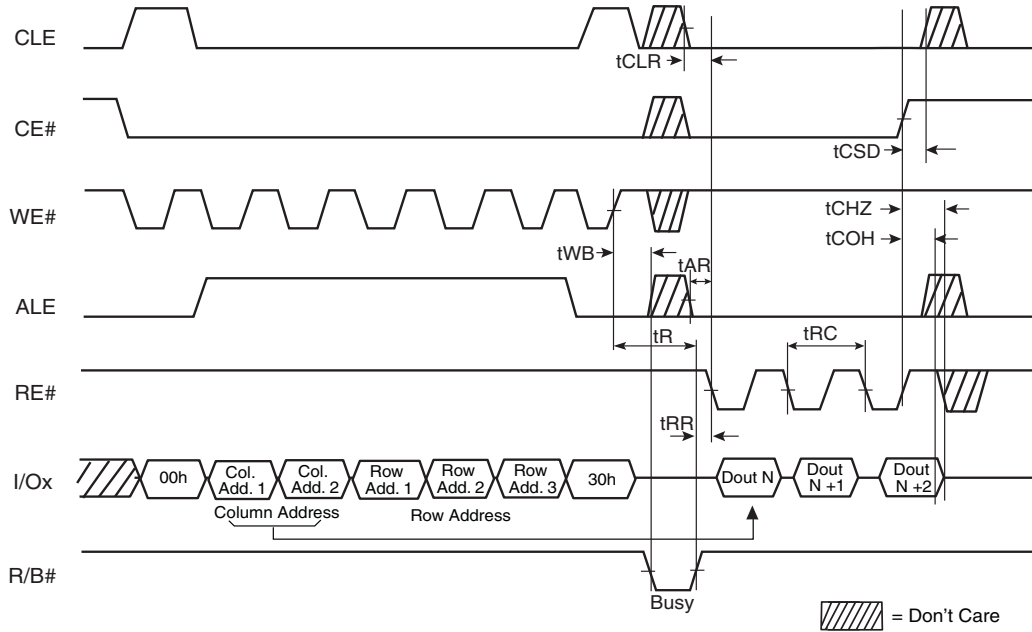 CLE
tCLR
CE#
tCSD
WE#
tCHZ
tCOH
tWB
tAR
ALE
tR
tRC
RE#
tRR
I/Ox
00h
Col. Add. 1
Col. Add. 2
Row Add. 1
Row Add. 2
Row Add. 3
30h
Dout N
Dout N +1
Dout N +2
Column Address
Row Address
R/B#
Busy
= Don't Care